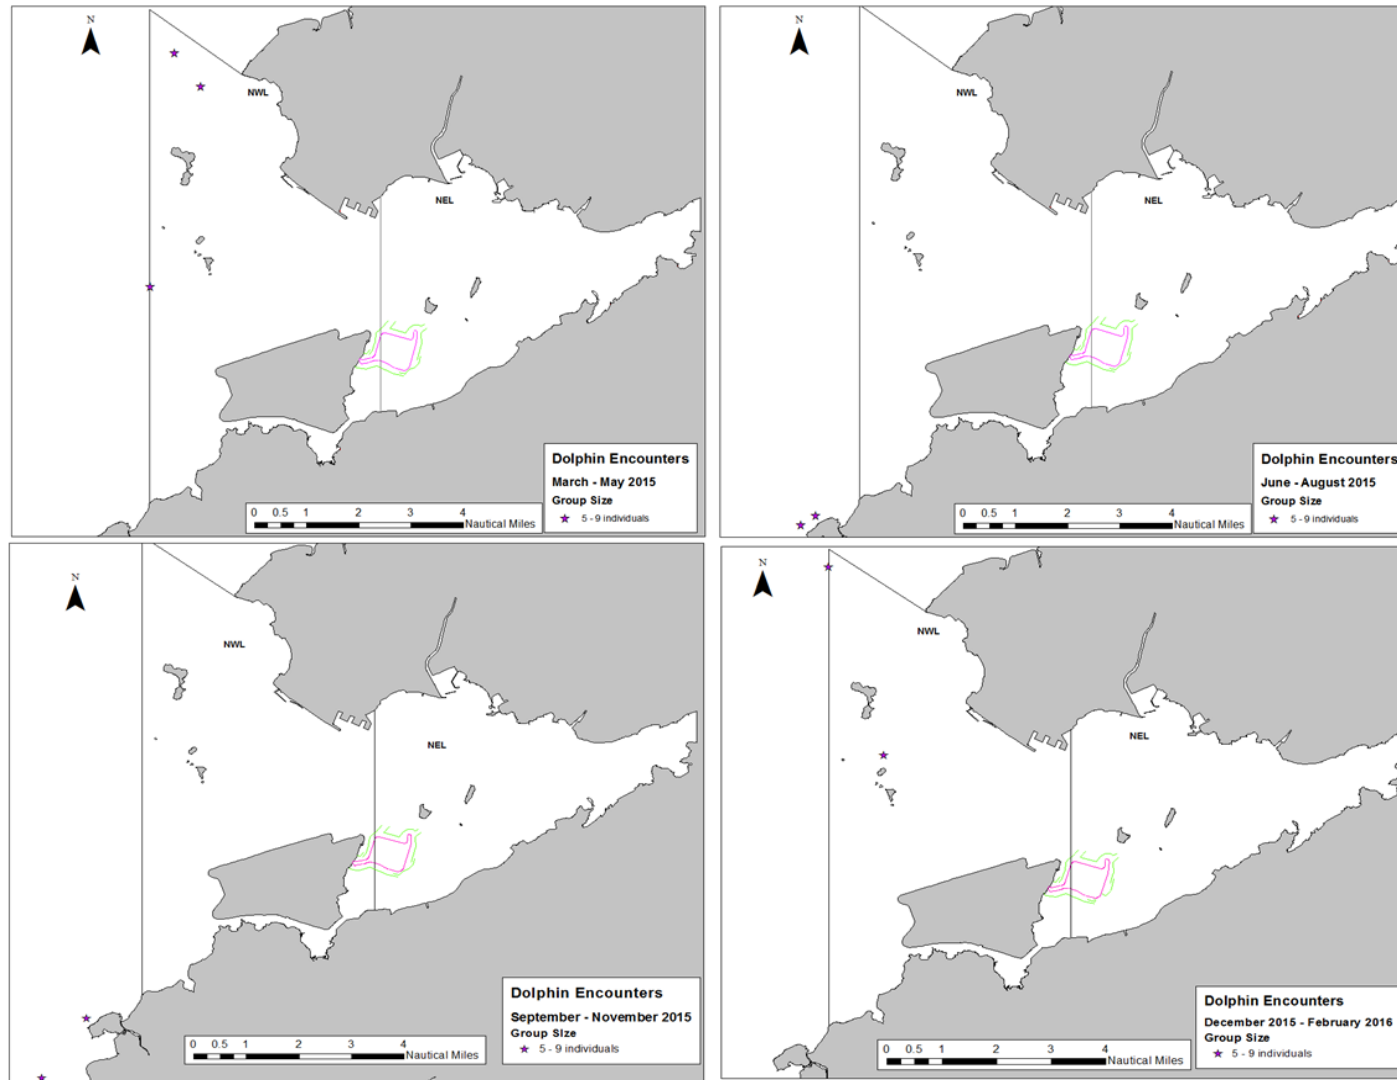 N
NWL
NEL
Dolphin Encounters
March - May 2015
Group Size
5 - 9 individuals
0 0.5 1 2 3 4
Nautical Miles
N
NWL
NEL
Dolphin Encounters
June - August 2015
Group Size
5 - 9 individuals
0 0.5 1 2 3 4
Nautical Miles
N
NWL
NEL
Dolphin Encounters
September - November 2015
Group Size
5 - 9 individuals
0 0.5 1 2 3 4
Nautical Miles
N
NWL
NEL
Dolphin Encounters
December 2015 - February 2016
Group Size
5 - 9 individuals
0 0.5 1 2 3 4
Nautical Miles